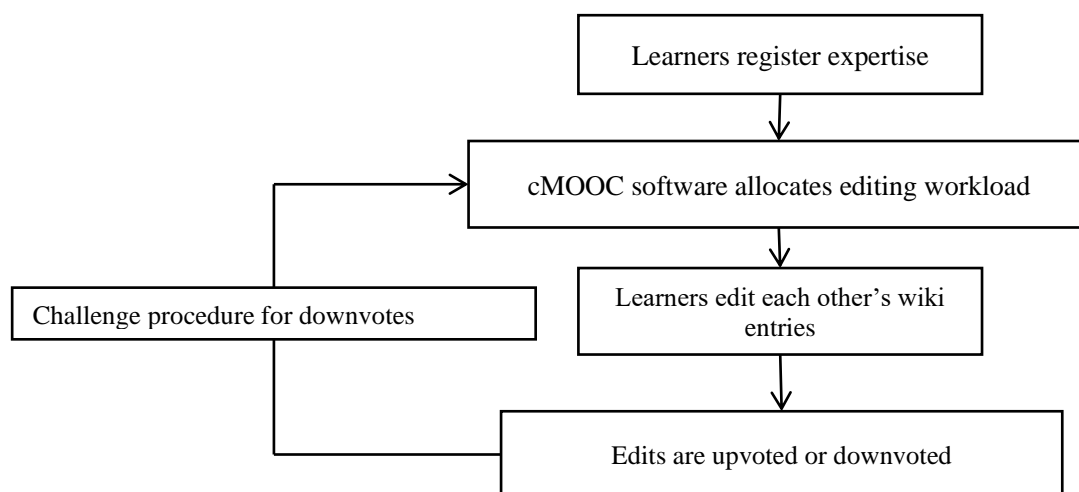 Learners register expertise
cMOOC software allocates editing workload
Learners edit each other’s wiki
entries
Challenge procedure for downvotes
Edits are upvoted or downvoted